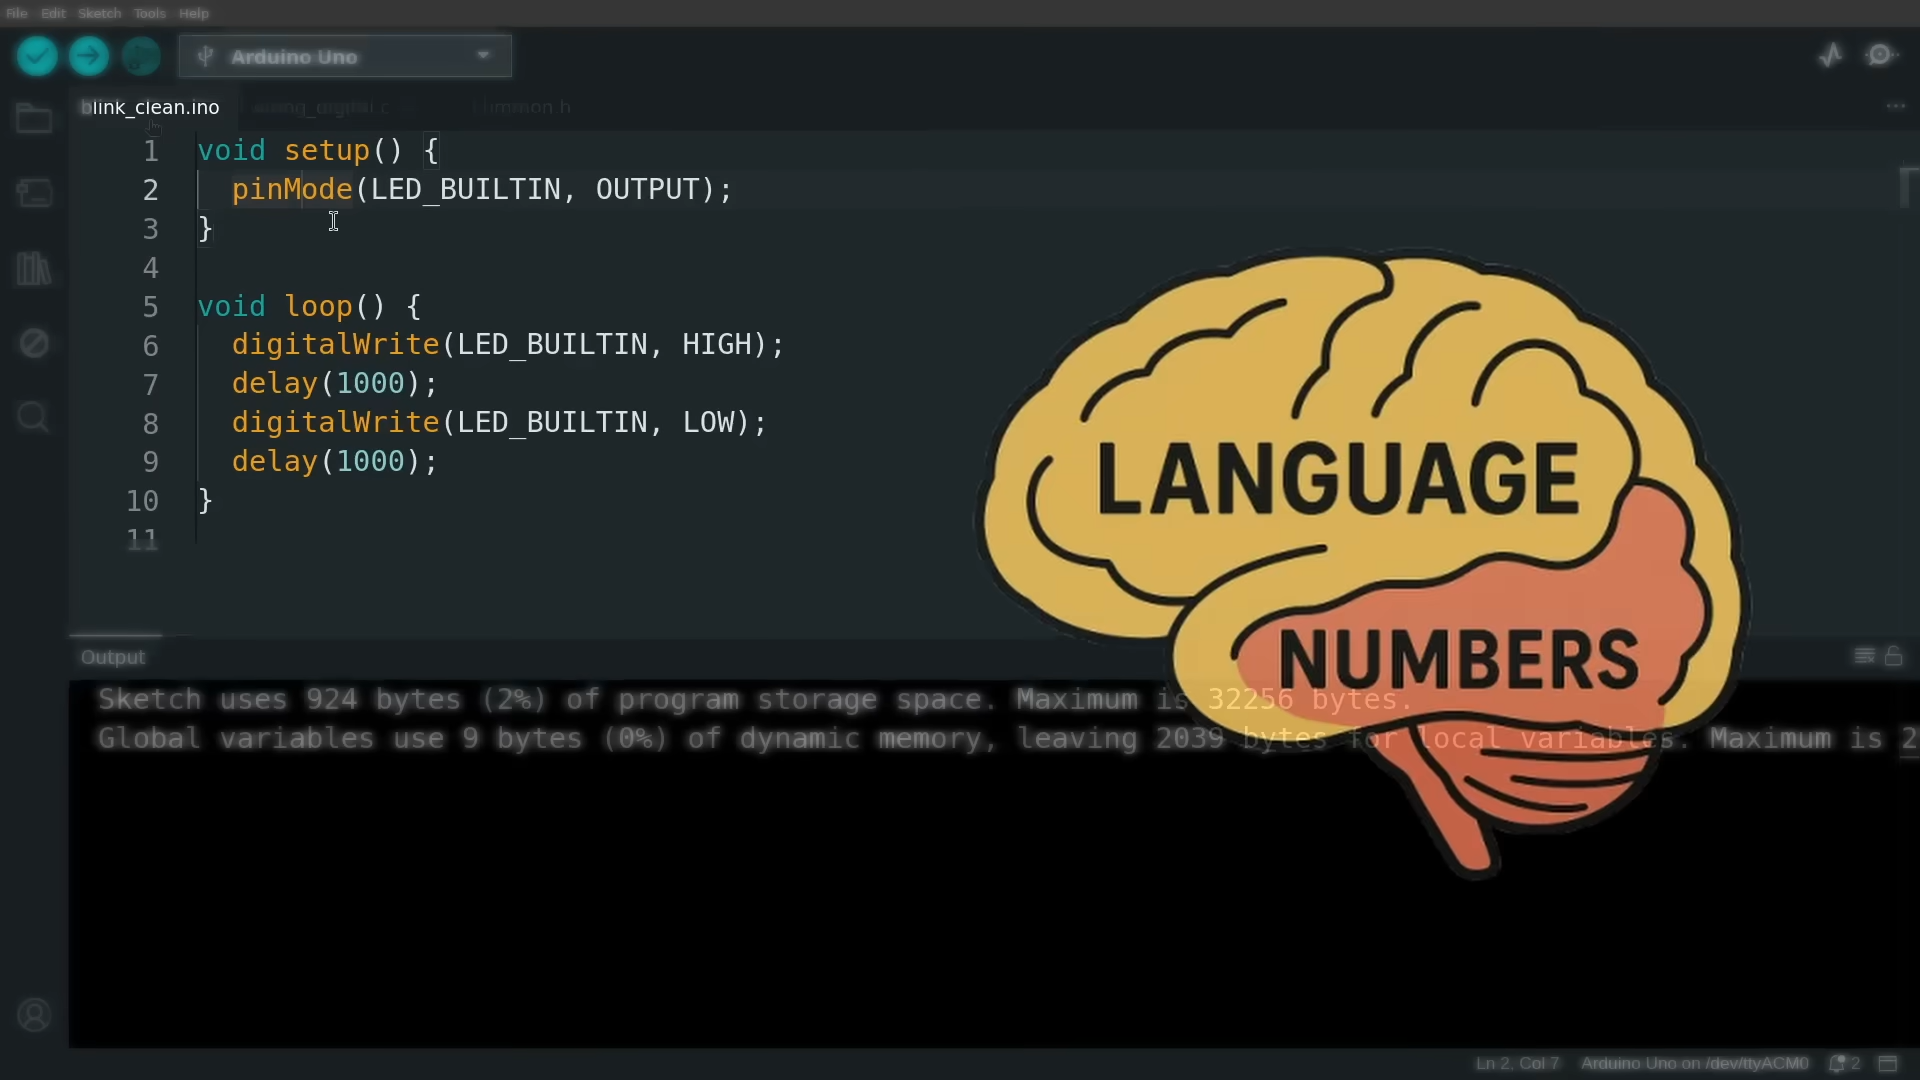 File Edit Sketch Tools Help
Arduino Uno
blink_clean.ino
1 void setup() {
2 pinMode(LED_BUILTIN, OUTPUT);
3 }
4
5 void loop() {
6 digitalWrite(LED_BUILTIN, HIGH);
7 delay(1000);
8 digitalWrite(LED_BUILTIN, LOW);
9 delay(1000);
10 }
11
LANGUAGE
NUMBERS
Output
Sketch uses 924 bytes (2%) of program storage space. Maximum is 32256 bytes.
Global variables use 9 bytes (0%) of dynamic memory, leaving 2039 bytes for local variables. Maximum is 2
Ln 2, Col 7 Arduino Uno on /dev/ttyACM0 2